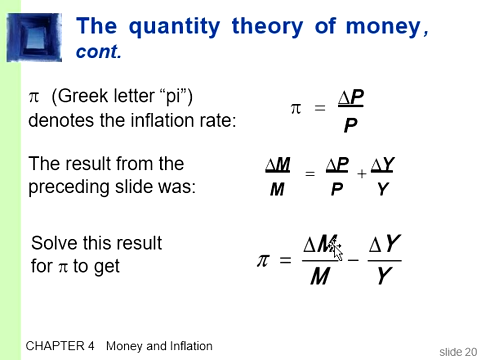 The quantity theory of money,
cont.
π (Greek letter “pi”)
denotes the inflation rate:
π = ΔP/P
The result from the
preceding slide was:
ΔM/M = ΔP/P + ΔY/Y
Solve this result
for π to get
π = ΔM/M − ΔY/Y
CHAPTER 4 Money and Inflation
slide 20